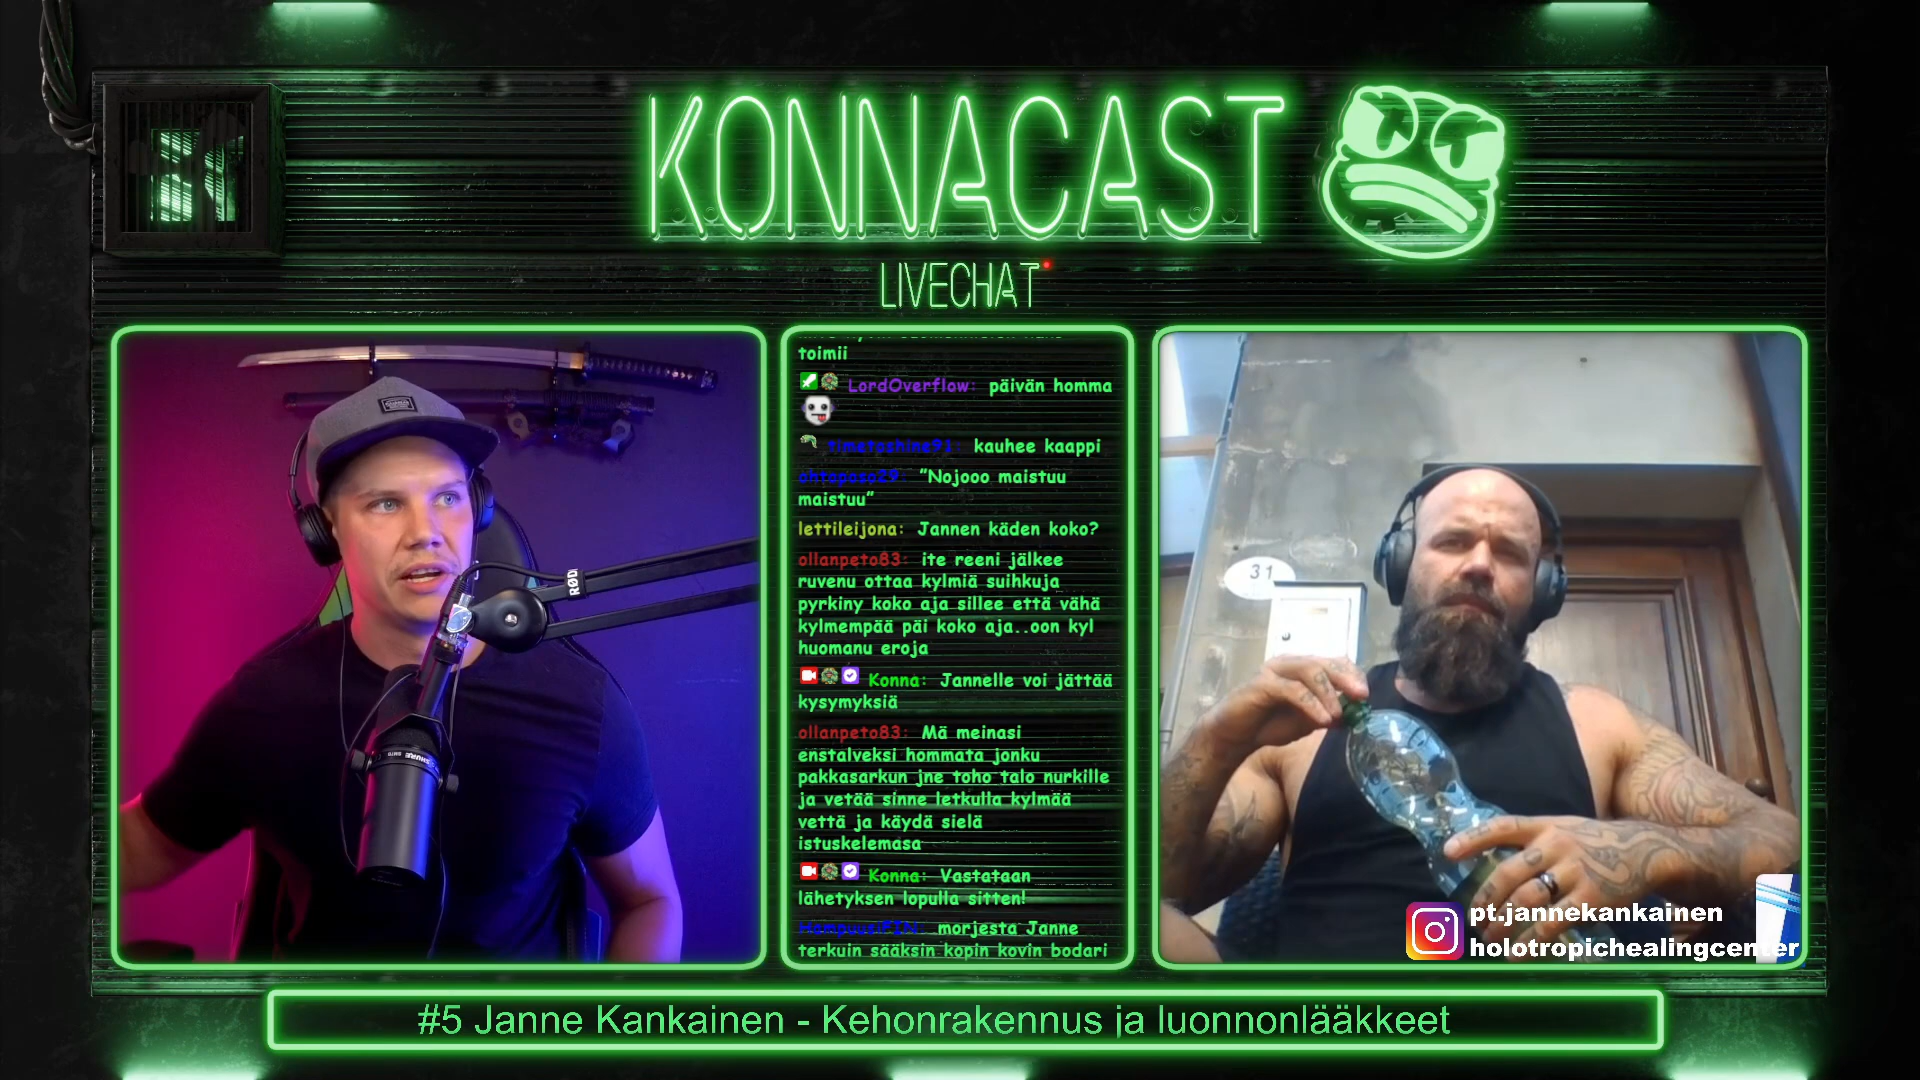 KONNACAST
LIVECHAT
toimii
LordOverflow: päivän homma
timetoshine91: kauhee kaappi
"Nojooo maistuu
maistuu"
lettileijona: Jannen käden koko?
ollanpeto83: ite reeni jälkee
ruvenu ottaa kylmiä suihkuja
pyrkiny koko aja sillee että vähä
kylmempää päi koko aja..oon kyl
huomanu eroja
Konna: Jannelle voi jättää
kysymyksiä
ollanpeto83: Mä meinasi
enstalveksi hommata jonku
pakkasarkun jne toho talo nurkille
ja vetää sinne letkulla kylmää
vettä ja käydä sielä
istuskelemasa
Konna: Vastataan
lähetyksen lopulla sitten!
HampuusiFIN: morjesta Janne
terkuin sääksin kopin kovin bodari
RØD
SHURE
31
pt.jannekankainen
holotropichealingcenter
#5 Janne Kankainen - Kehonrakennus ja luonnonlääkkeet